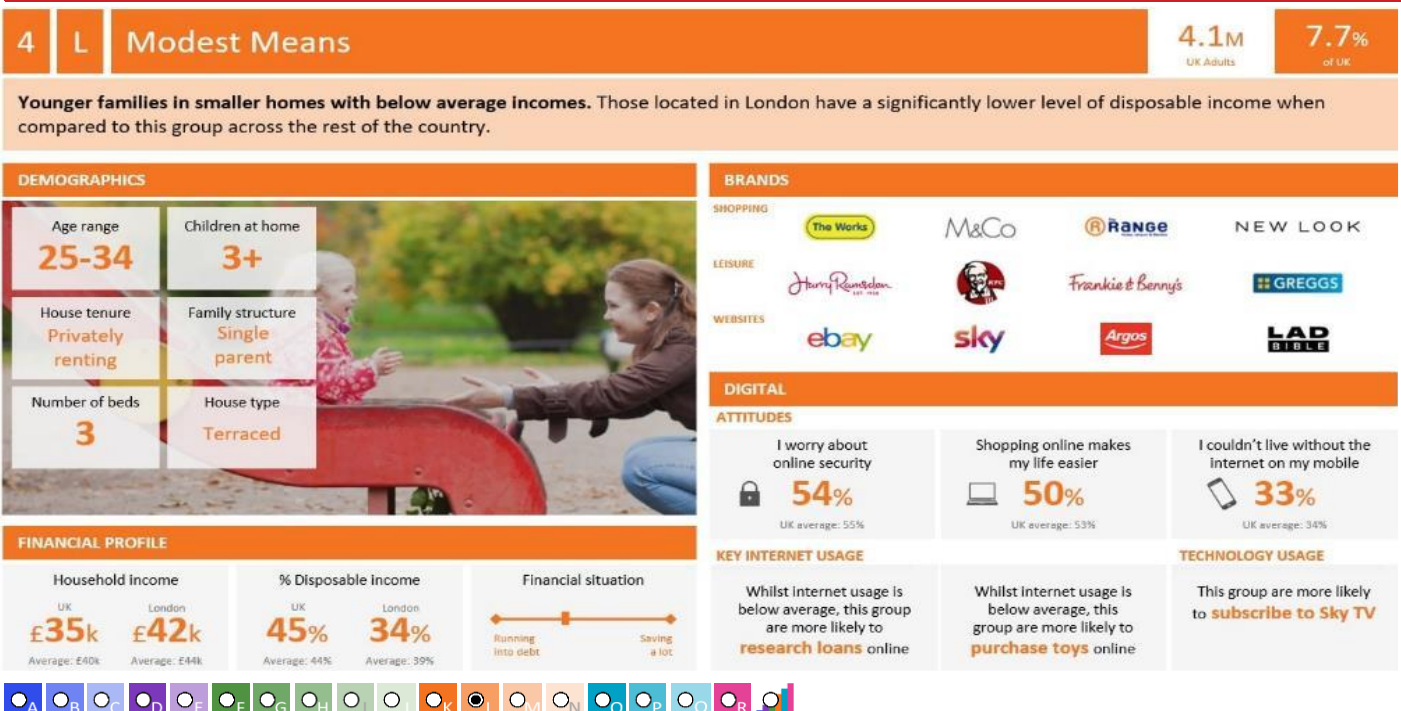 4 L Modest Means
4.1M
UK Adults
7.7%
of UK
Younger families in smaller homes with below average incomes. Those located in London have a significantly lower level of disposable income when
compared to this group across the rest of the country.
DEMOGRAPHICS
Age range
25-34
Children at home
3+
House tenure
Privately
renting
Family structure
Single
parent
Number of beds
3
House type
Terraced
FINANCIAL PROFILE
Household income
UK
£35k
Average: £40k
London
£42k
Average: £44k
% Disposable income
UK
45%
Average: 44%
London
34%
Average: 39%
Financial situation
Running
into debt
Saving
a lot
BRANDS
SHOPPING
The Works
M&Co
The Range
NEW LOOK
LEISURE
Harry Ramsden
EST. 1928
KFC
Frankie & Benny's
GREGGS
WEBSITES
ebay
sky
Argos
LAD
BIBLE
DIGITAL
ATTITUDES
I worry about
online security
54%
UK average: 55%
Shopping online makes
my life easier
50%
UK average: 53%
I couldn't live without the
internet on my mobile
33%
UK average: 34%
KEY INTERNET USAGE
Whilst internet usage is
below average, this group
are more likely to
research loans online
Whilst internet usage is
below average, this
group are more likely to
purchase toys online
TECHNOLOGY USAGE
This group are more likely
to subscribe to Sky TV
A B C D E F G H I J K L M N O P Q R